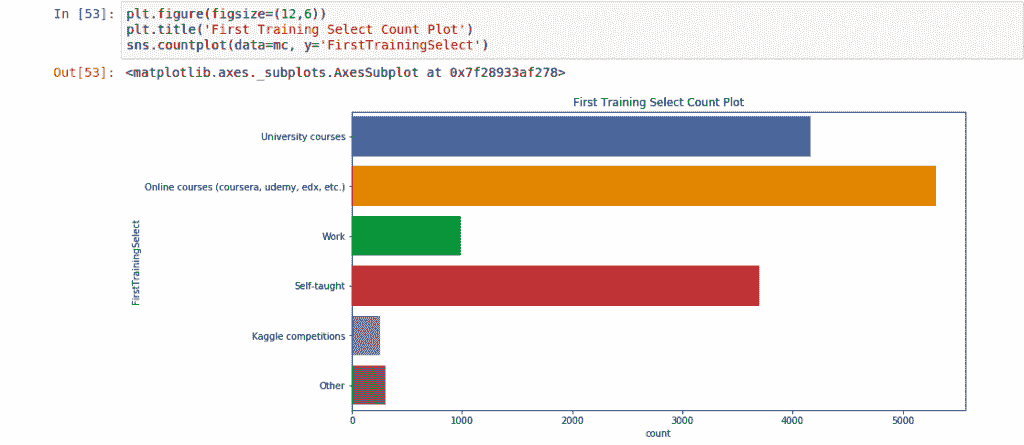 In [53]: plt.figure(figsize=(12,6))
plt.title('First Training Select Count Plot')
sns.countplot(data=mc, y='FirstTrainingSelect')
Out[53]: <matplotlib.axes._subplots.AxesSubplot at 0x7f28933af278>
First Training Select Count Plot
University courses
Online courses (coursera, udemy, edx, etc.)
Work
FirstTrainingSelect
Self-taught
Kaggle competitions
Other
0 1000 2000 3000 4000 5000
count